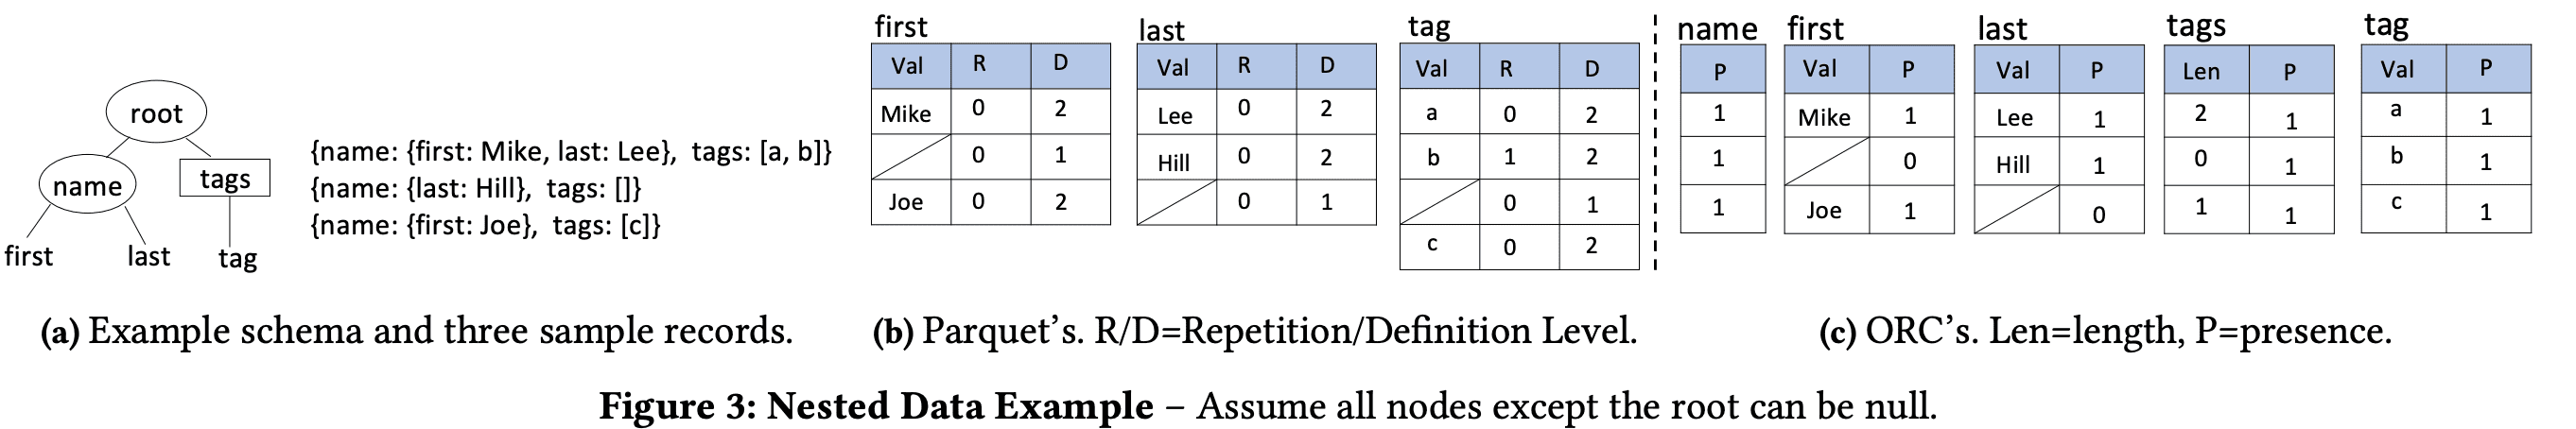 root
name
tags
first
last
tag
{name: {first: Mike, last: Lee}, tags: [a, b]}
{name: {last: Hill}, tags: []}
{name: {first: Joe}, tags: [c]}
(a) Example schema and three sample records.
first
Val R D
Mike 0 2
0 1
Joe 0 2
last
Val R D
Lee 0 2
Hill 0 2
0 1
tag
Val R D
a 0 2
b 1 2
0 1
c 0 2
(b) Parquet's. R/D=Repetition/Definition Level.
name
P
1
1
1
first
Val P
Mike 1
0
Joe 1
last
Val P
Lee 1
Hill 1
0
tags
Len P
2 1
0 1
1 1
tag
Val P
a 1
b 1
c 1
(c) ORC's. Len=length, P=presence.
Figure 3: Nested Data Example – Assume all nodes except the root can be null.